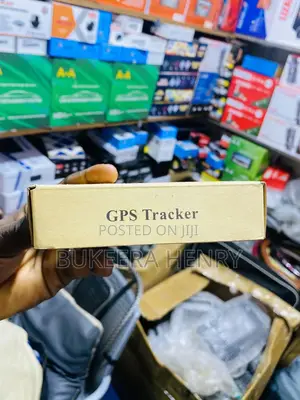 A-A
A-A
GPS Tracker
POSTED ON JIJI
BUKEERA HENRY